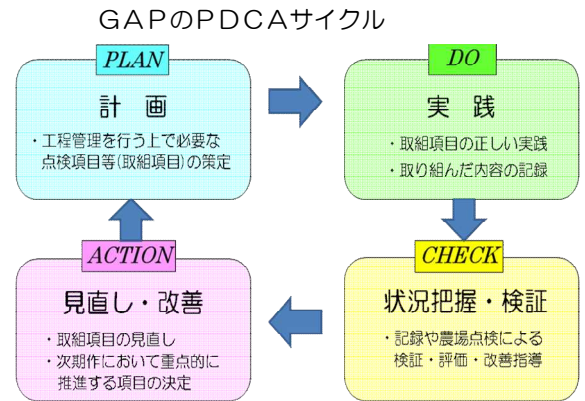 GAPのPDCAサイクル
PLAN
計画
・工程管理を行う上で必要な
点検項目等(取組項目)の策定
DO
実践
・取組項目の正しい実践
・取り組んだ内容の記録
CHECK
状況把握・検証
・記録や農場点検による
検証・評価・改善指導
ACTION
見直し・改善
・取組項目の見直し
・次期作において重点的に
推進する項目の決定